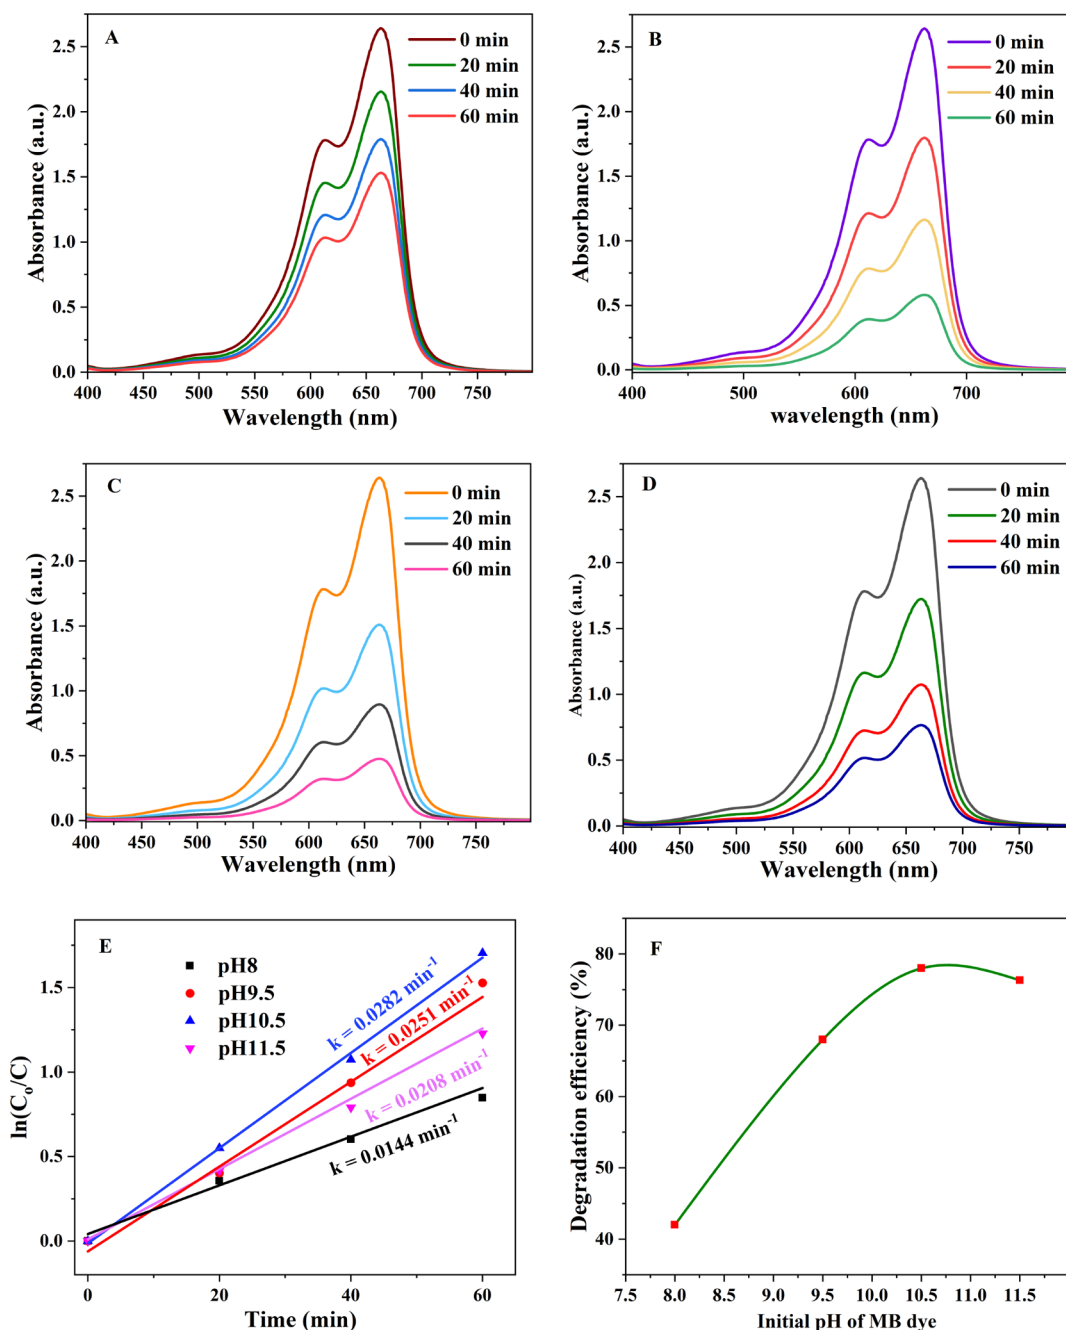 A
0 min
20 min
40 min
60 min
Absorbance (a.u.)
2.5
2.0
1.5
1.0
0.5
0.0
400 450 500 550 600 650 700 750
Wavelength (nm)
B
0 min
20 min
40 min
60 min
Absorbance (a.u.)
2.5
2.0
1.5
1.0
0.5
0.0
400 500 600 700
wavelength (nm)
C
0 min
20 min
40 min
60 min
Absorbance (a.u.)
2.5
2.0
1.5
1.0
0.5
0.0
400 450 500 550 600 650 700 750
Wavelength (nm)
D
0 min
20 min
40 min
60 min
Absorbance (a.u.)
2.5
2.0
1.5
1.0
0.5
0.0
400 450 500 550 600 650 700 750
Wavelength (nm)
E
pH8
pH9.5
pH10.5
pH11.5
k = 0.0282 min⁻¹
k = 0.0251 min⁻¹
k = 0.0208 min⁻¹
k = 0.0144 min⁻¹
ln(Cₒ/C)
1.5
1.0
0.5
0.0
0 20 40 60
Time (min)
F
Degradation efficiency (%)
80
70
60
50
40
7.5 8.0 8.5 9.0 9.5 10.0 10.5 11.0 11.5
Initial pH of MB dye